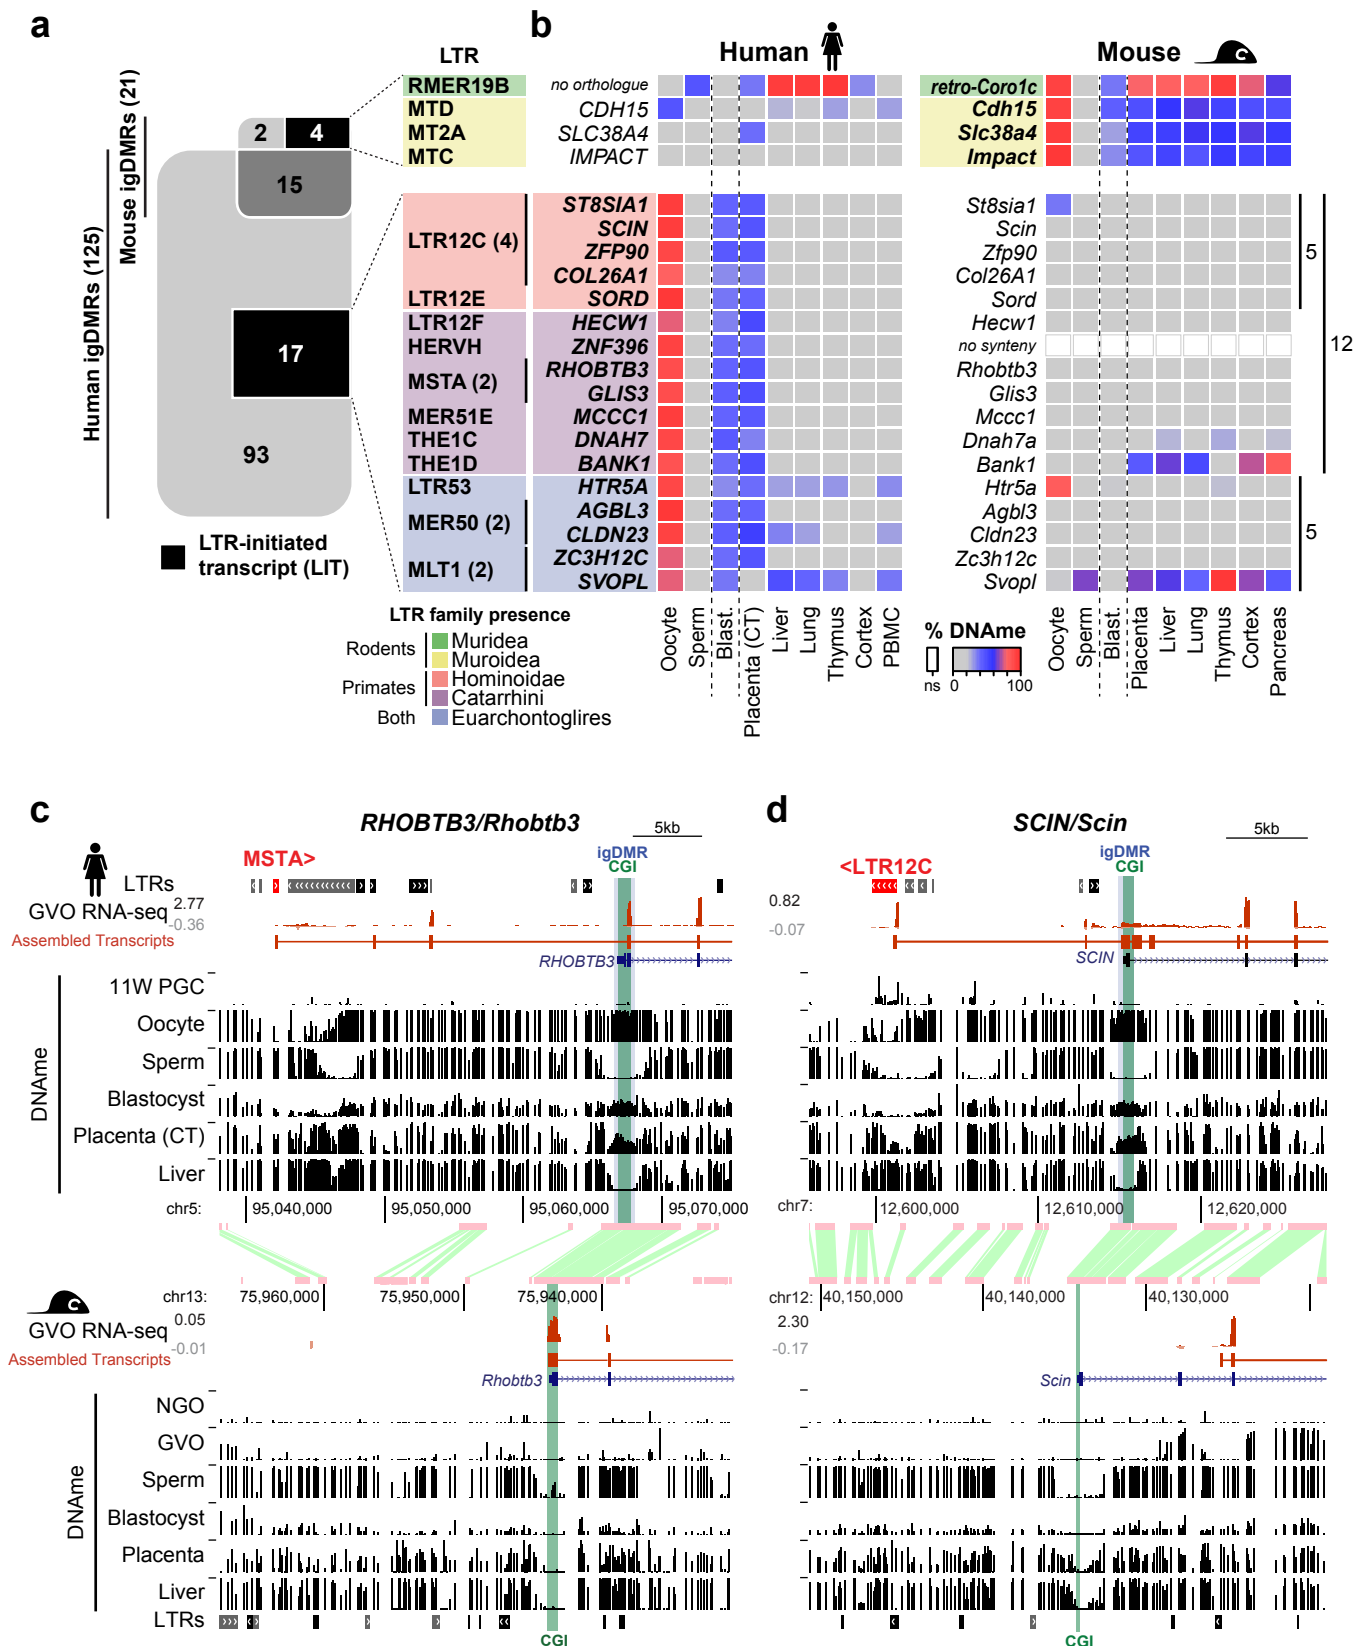 a
b
LTR
Human
Mouse
Mouse igDMRs (21)
Human igDMRs (125)
2
4
15
17
93
LTR-initiated
transcript (LIT)
RMER19B
MTD
MT2A
MTC
no orthologue
CDH15
SLC38A4
IMPACT
retro-Coro1c
Cdh15
Slc38a4
Impact
LTR12C (4)
LTR12E
LTR12F
HERVH
MSTA (2)
MER51E
THE1C
THE1D
LTR53
MER50 (2)
MLT1 (2)
ST8SIA1
SCIN
ZFP90
COL26A1
SORD
HECW1
ZNF396
RHOBTB3
GLIS3
MCCC1
DNAH7
BANK1
HTR5A
AGBL3
CLDN23
ZC3H12C
SVOPL
St8sia1
Scin
Zfp90
Col26A1
Sord
Hecw1
no synteny
Rhobtb3
Glis3
Mccc1
Dnah7a
Bank1
Htr5a
Agbl3
Cldn23
Zc3h12c
Svopl
5
12
5
LTR family presence
Rodents
Muridea
Muroidea
Primates
Hominoidae
Catarrhini
Both
Euarchontoglires
Oocyte
Sperm
Blast.
Placenta (CT)
Liver
Lung
Thymus
Cortex
PBMC
% DNAme
ns
0
100
Oocyte
Sperm
Blast.
Placenta
Liver
Lung
Thymus
Cortex
Pancreas
c
RHOBTB3/Rhobtb3
5kb
MSTA>
igDMR
CGI
LTRs
GVO RNA-seq
2.77
-0.36
Assembled Transcripts
RHOBTB3
DNAme
11W PGC
Oocyte
Sperm
Blastocyst
Placenta (CT)
Liver
chr5:
95,040,000
95,050,000
95,060,000
95,070,000
chr13:
75,960,000
75,950,000
75,940,000
GVO RNA-seq
0.05
-0.01
Assembled Transcripts
Rhobtb3
DNAme
NGO
GVO
Sperm
Blastocyst
Placenta
Liver
LTRs
CGI
d
SCIN/Scin
5kb
<LTR12C
igDMR
CGI
0.82
-0.07
SCIN
chr7:
12,600,000
12,610,000
12,620,000
chr12:
40,150,000
40,140,000
40,130,000
2.30
-0.17
Scin
CGI